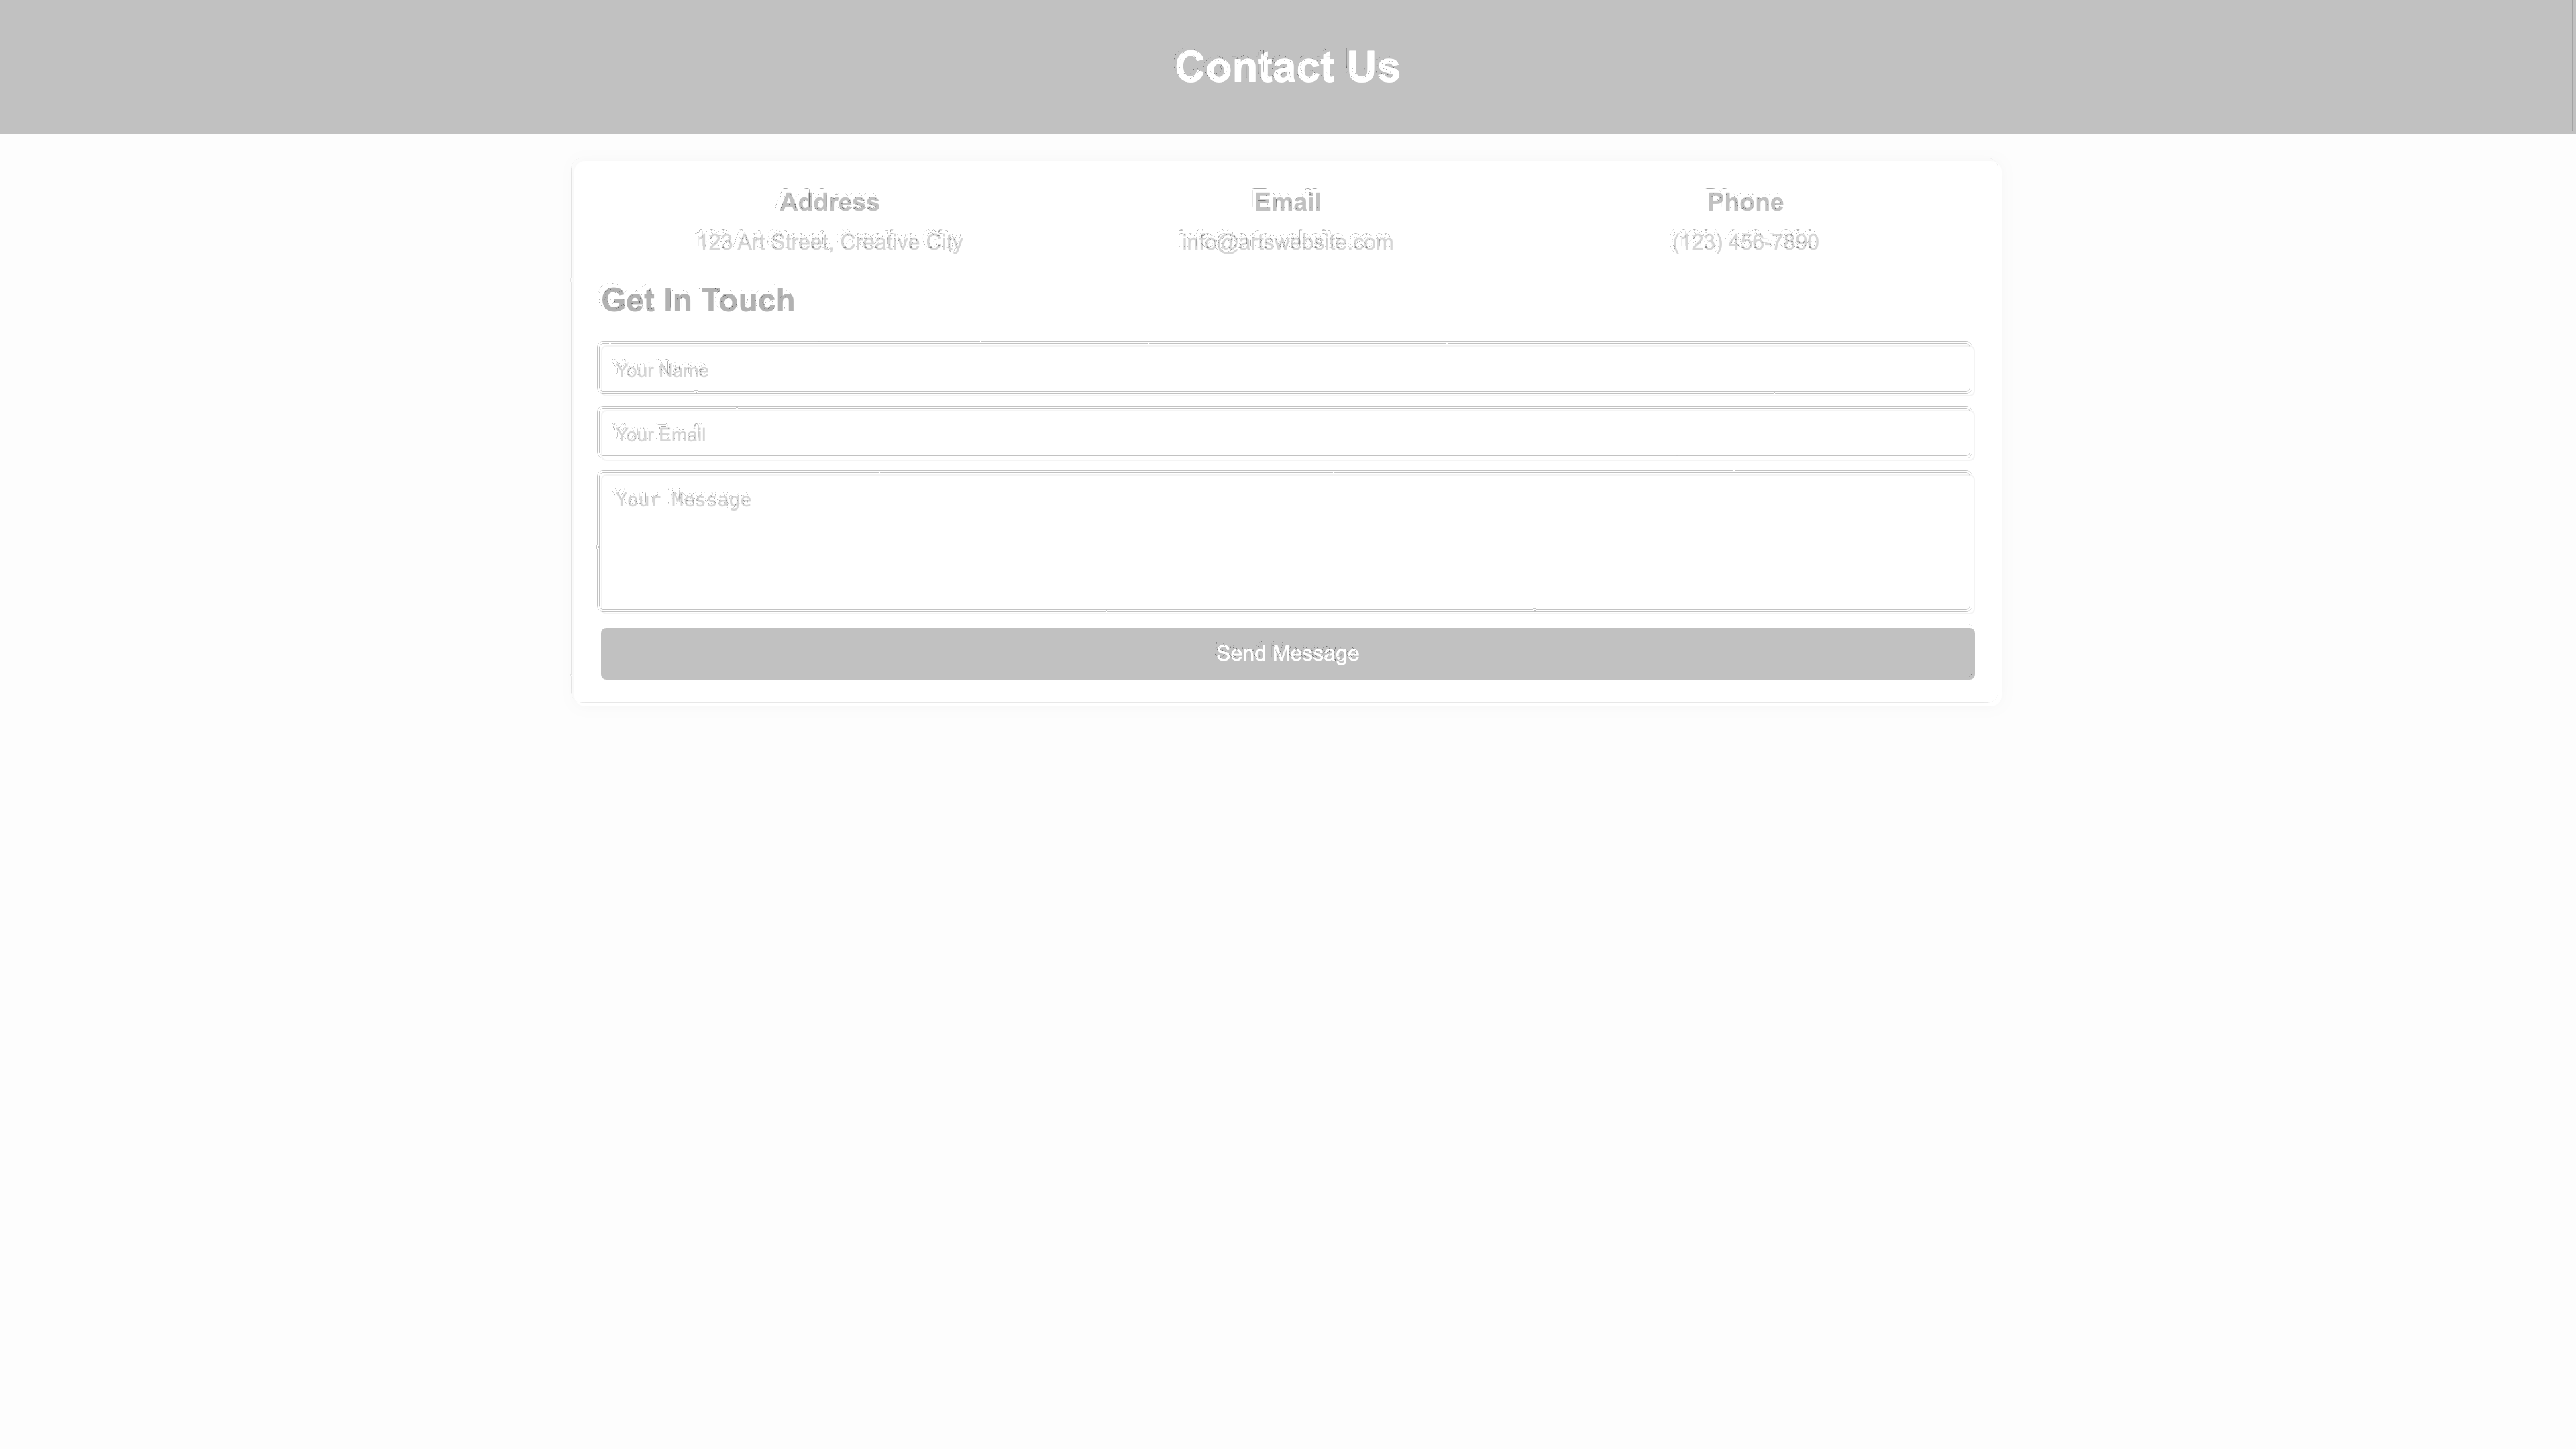 Contact Us
Address
Email
Phone
123 Art Street, Creative City
info@artswebsite.com
(123) 456-7890
Get In Touch
Your Name
Your Email
Your Message
Send Message